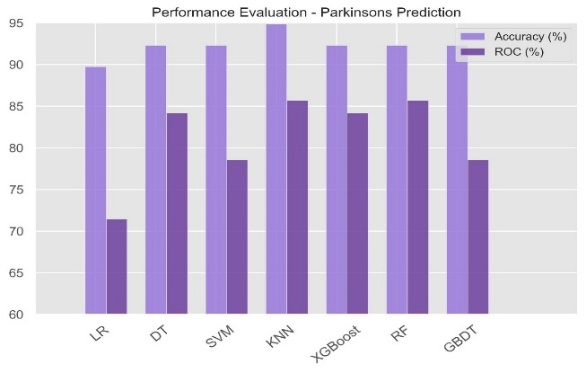 Performance Evaluation - Parkinsons Prediction
95
90
85
80
75
70
65
60
Accuracy (%)
ROC (%)
LR
DT
SVM
KNN
XGBoost
RF
GBDT